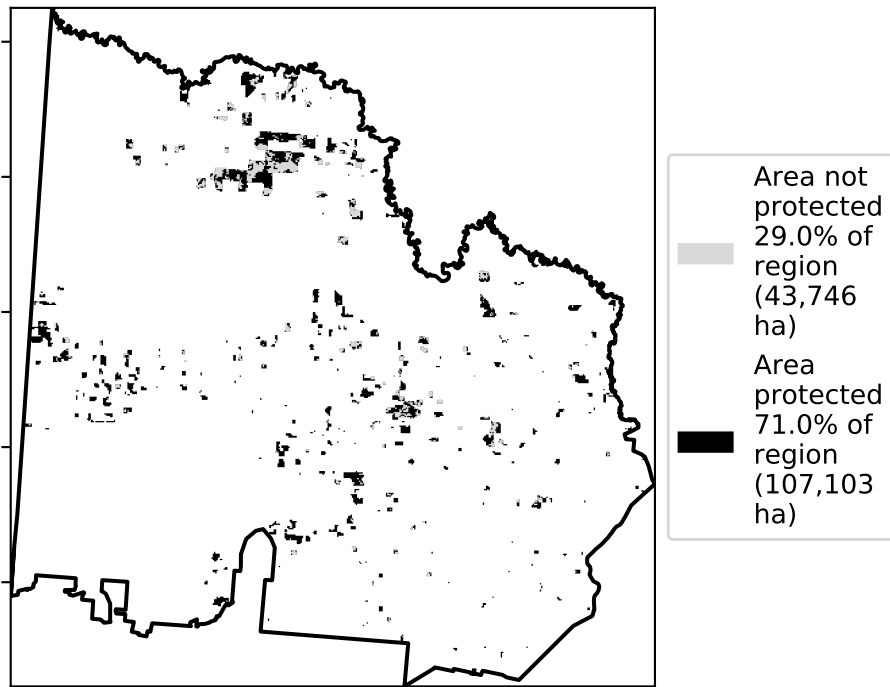 Area not
protected
29.0% of
region
(43,746
ha)
Area
protected
71.0% of
region
(107,103
ha)